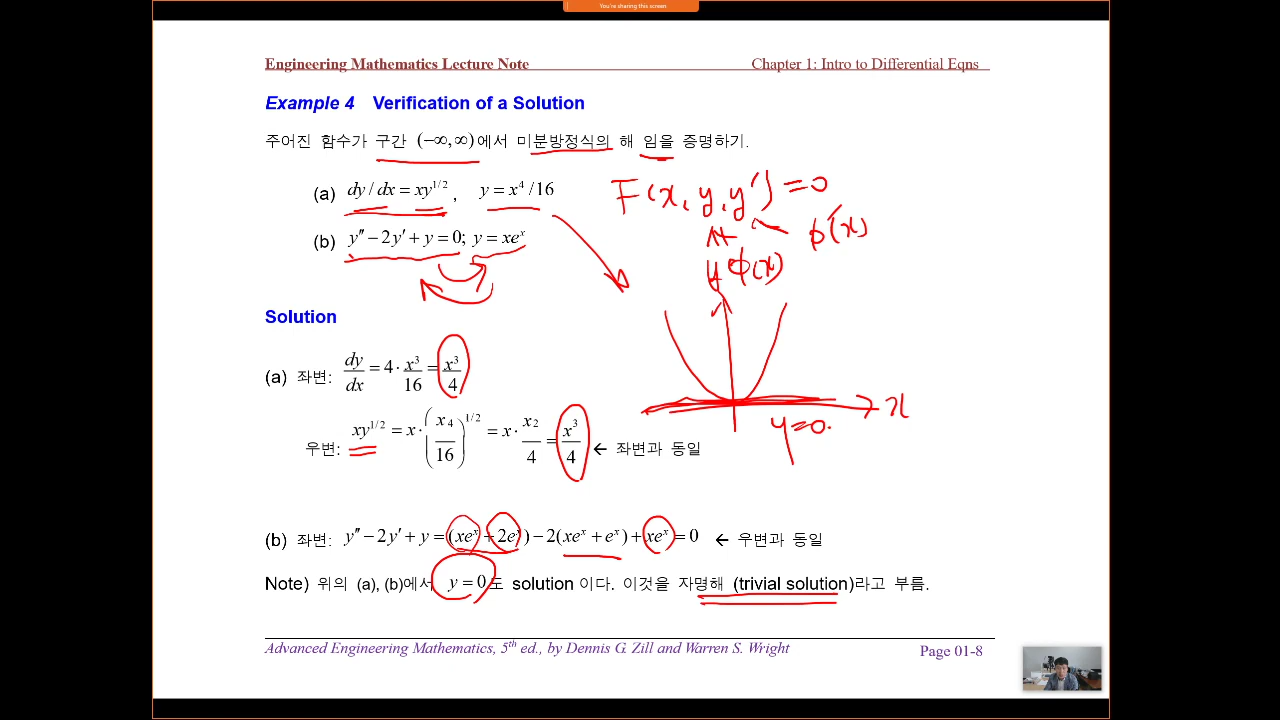 You're sharing this screen
Engineering Mathematics Lecture Note Chapter 1: Intro to Differential Eqns
Example 4 Verification of a Solution
주어진 함수가 구간 (−∞,∞)에서 미분방정식의 해 임을 증명하기.
(a) dy/dx = xy^{1/2}, y = x^4/16
F(x, y, y') = 0
(b) y″ − 2y′ + y = 0; y = xe^x
φ'(x)
y φ(x)
Solution
(a) 좌변: dy/dx = 4 · x^3/16 = x^3/4
x
y=0.
우변: xy^{1/2} = x · (x4/16)^{1/2} = x · x2/4 = x^3/4 ← 좌변과 동일
(b) 좌변: y″ − 2y′ + y = (xe^x + 2e^x) − 2(xe^x + e^x) + xe^x = 0 ← 우변과 동일
Note) 위의 (a), (b)에서 y = 0도 solution 이다. 이것을 자명해 (trivial solution)라고 부름.
Advanced Engineering Mathematics, 5th ed., by Dennis G. Zill and Warren S. Wright Page 01-8